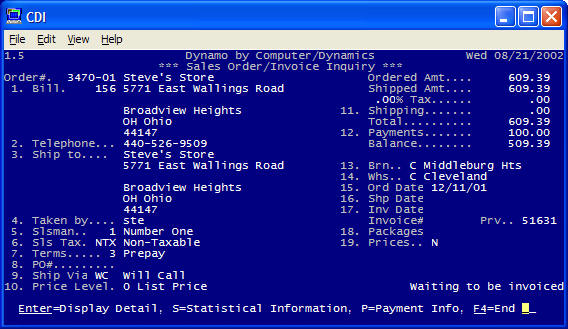 CDI
File Edit View Help
1.5 Dynamo by Computer/Dynamics Wed 08/21/2002
*** Sales Order/Invoice Inquiry ***
Order#. 3470-01 Steve's Store Ordered Amt.... 609.39
1. Bill. 156 5771 East Wallings Road Shipped Amt.... 609.39
.00% Tax...... .00
Broadview Heights 11. Shipping....... .00
OH Ohio Total.......... 609.39
44147 12. Payments....... 100.00
2. Telephone... 440-526-9509 Balance........ 509.39
3. Ship to.... Steve's Store
5771 East Wallings Road 13. Brn.. C Middleburg Hts
14. Whs.. C Cleveland
Broadview Heights 15. Ord Date 12/11/01
OH Ohio 16. Shp Date
44147 17. Inv Date
4. Taken by.... ste Invoice# Prv.. 51631
5. Slsman.. 1 Number One 18. Packages
6. Sls Tax. NTX Non-Taxable 19. Prices.. N
7. Terms..... 3 Prepay
8. PO#.........
9. Ship Via WC Will Call
10. Price Level. 0 List Price Waiting to be invoiced
Enter=Display Detail, S=Statistical Information, P=Payment Info, F4=End